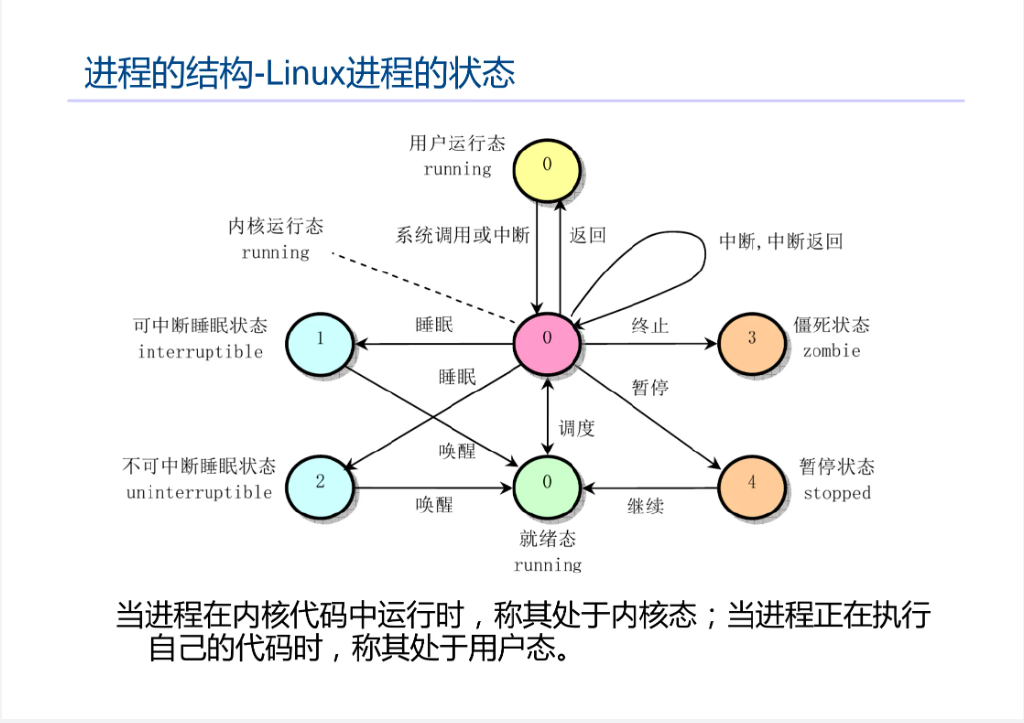 进程的结构-Linux进程的状态
用户运行态
running
0
内核运行态
running
系统调用或中断
返回
中断,中断返回
可中断睡眠状态
interruptible
1
睡眠
0
终止
3
僵死状态
zombie
睡眠
暂停
调度
唤醒
不可中断睡眠状态
uninterruptible
2
唤醒
0
继续
4
暂停状态
stopped
就绪态
running
当进程在内核代码中运行时，称其处于内核态；当进程正在执行
自己的代码时，称其处于用户态。